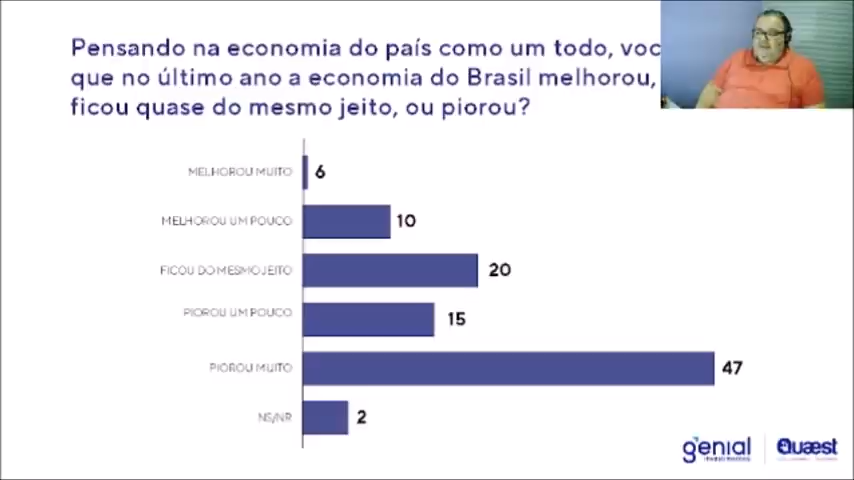 Pensando na economia do país como um todo, voc
que no último ano a economia do Brasil melhorou,
ficou quase do mesmo jeito, ou piorou?
MELHOROU MUITO 6
MELHOROU UM POUCO 10
FICOU DO MESMO JEITO 20
PIOROU UM POUCO 15
PIOROU MUITO 47
NS/NR 2
genial
investimentos
Quæst